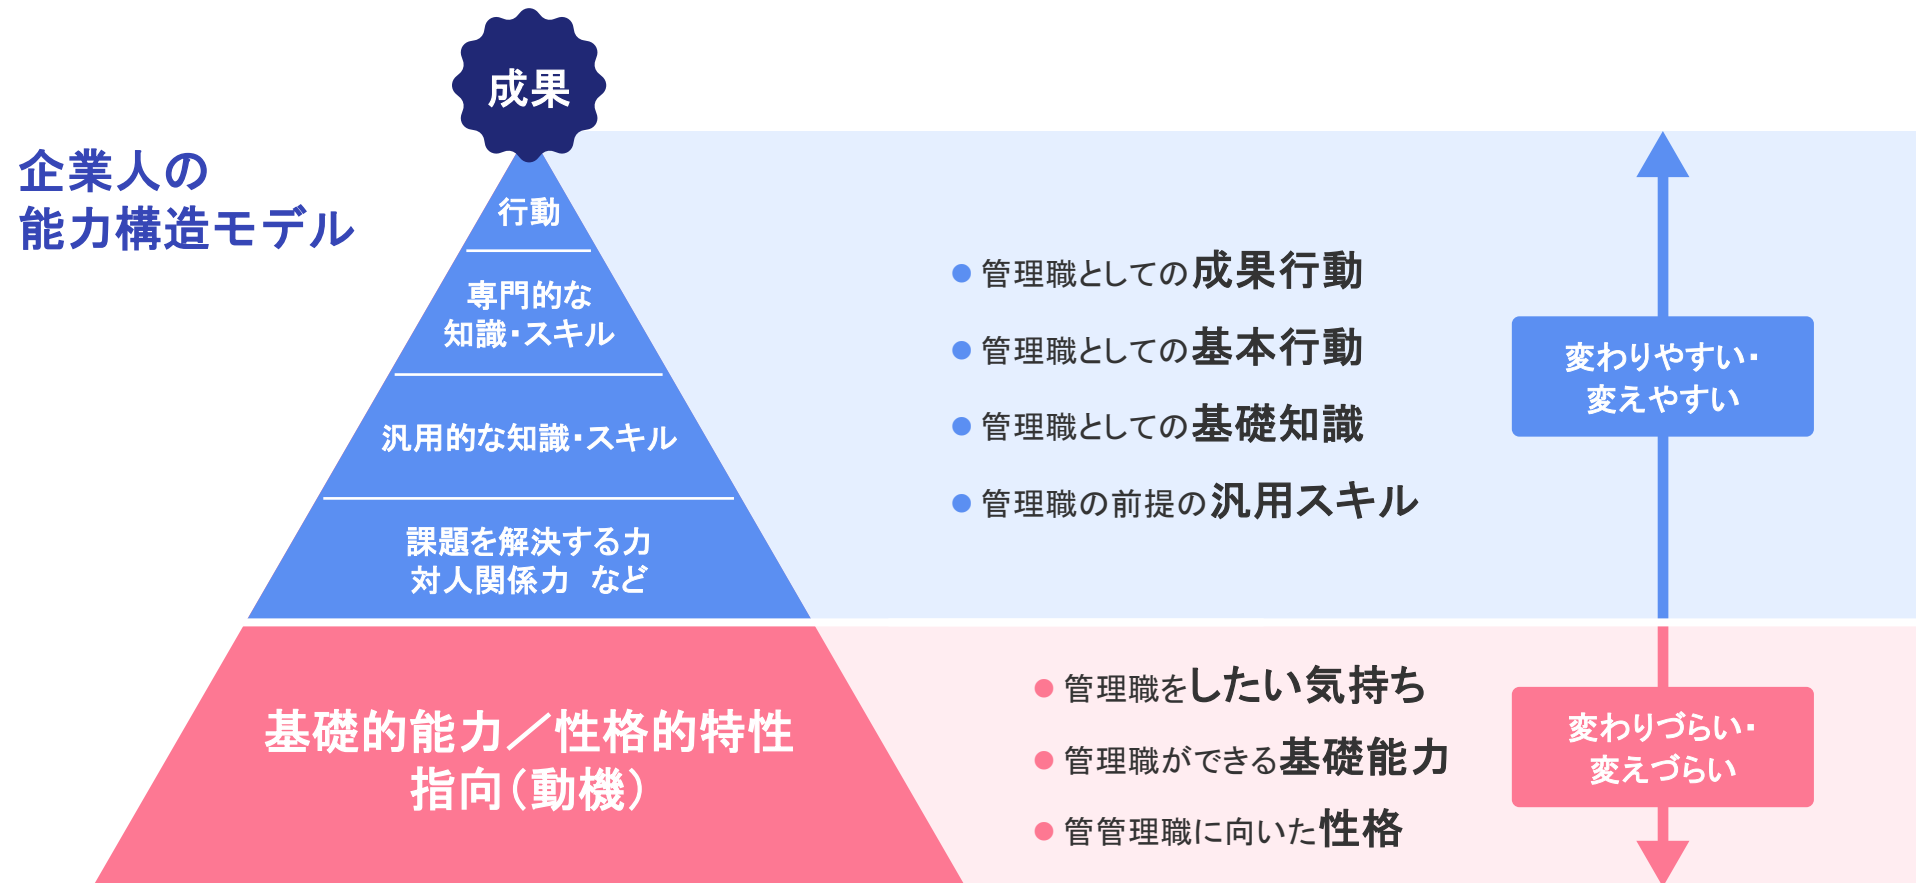 成果
企業人の
能力構造モデル
行動
専門的な
知識・スキル
汎用的な知識・スキル
課題を解決する力
対人関係力　など
管理職としての成果行動
管理職としての基本行動
管理職としての基礎知識
管理職の前提の汎用スキル
変わりやすい・
変えやすい
基礎的能力／性格的特性
指向（動機）
管理職をしたい気持ち
管理職ができる基礎能力
管管理職に向いた性格
変わりづらい・
変えづらい